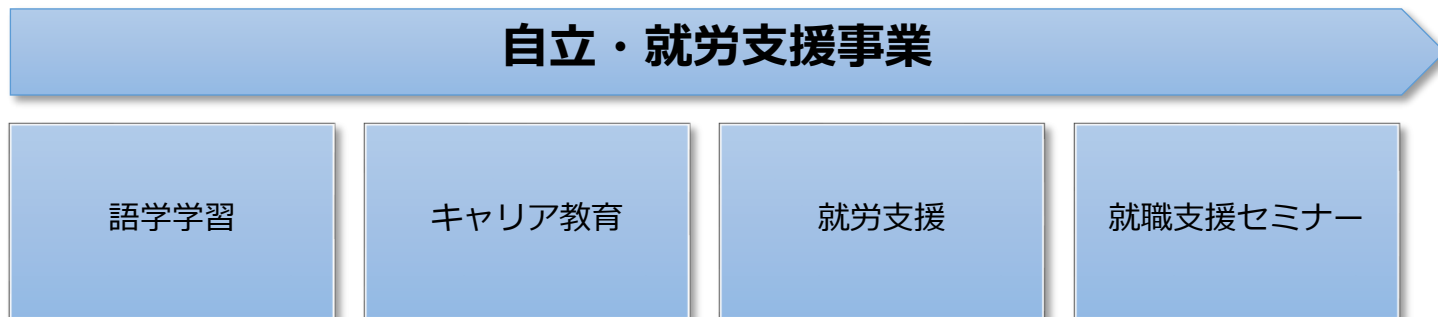 自立・就労支援事業
語学学習
キャリア教育
就労支援
就職支援セミナー